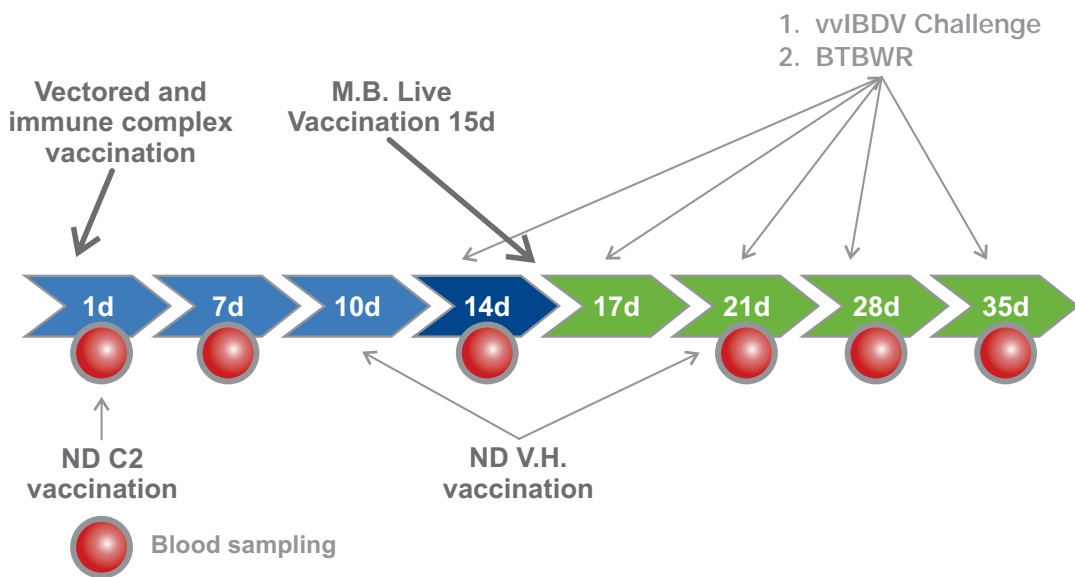 1. vvIBDV Challenge
2. BTBWR
Vectored and
immune complex
vaccination
M.B. Live
Vaccination 15d
1d
7d
10d
14d
17d
21d
28d
35d
ND C2
vaccination
ND V.H.
vaccination
Blood sampling